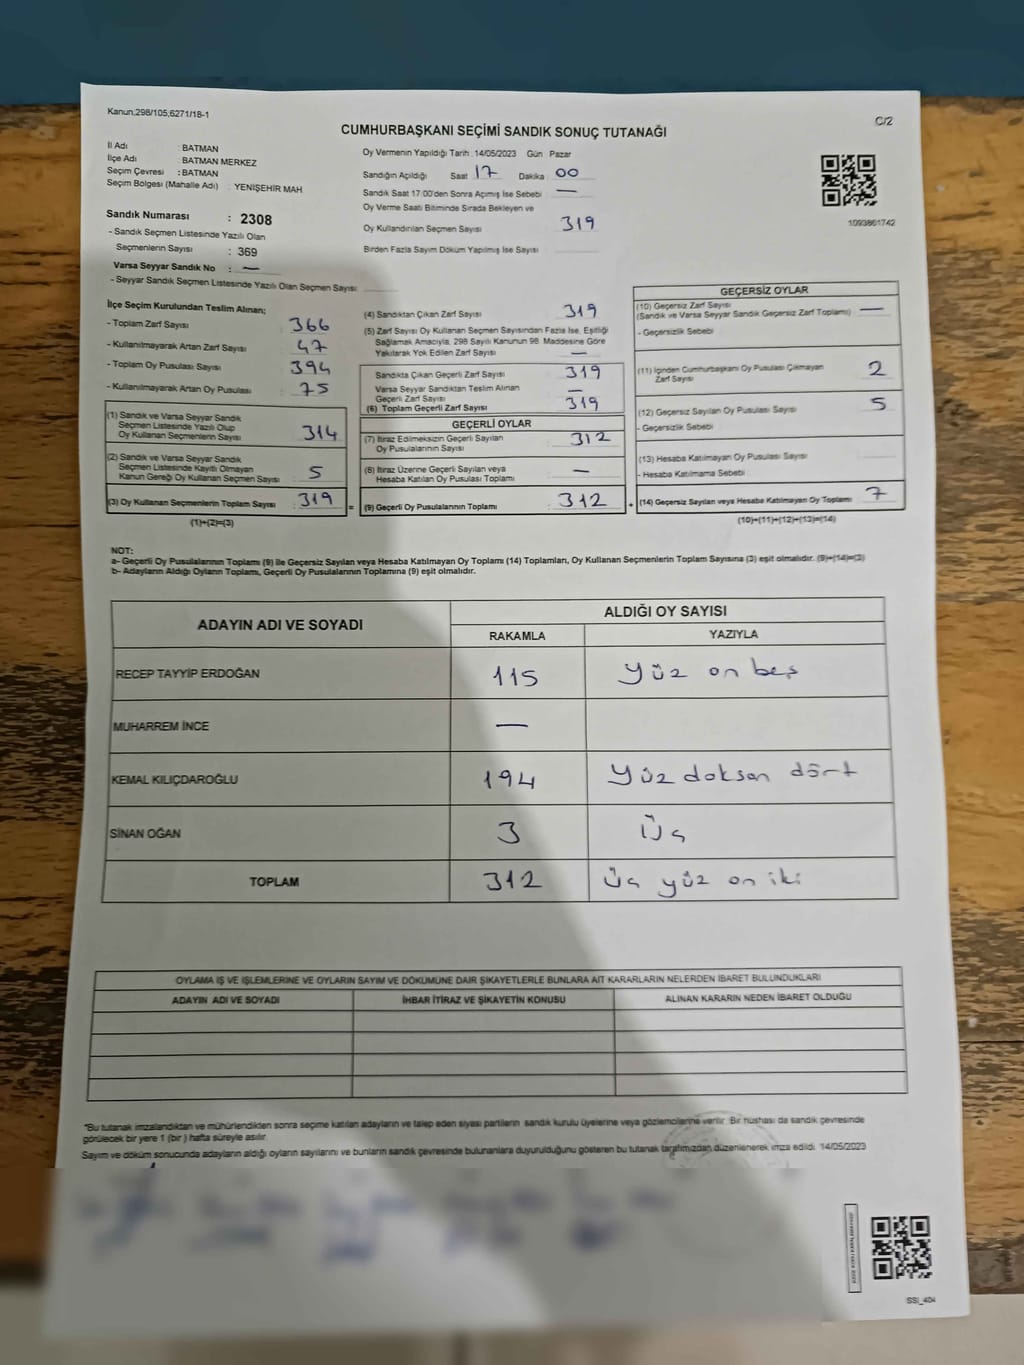 Kanun.298/105;6271/18-1
C/2
CUMHURBAŞKANI SEÇİMİ SANDIK SONUÇ TUTANAĞI
İl Adı : BATMAN
İlçe Adı : BATMAN MERKEZ
Seçim Çevresi : BATMAN
Seçim Bölgesi (Mahalle Adı) : YENİŞEHİR MAH.
Sandık Numarası : 2308
- Sandık Seçmen Listesinde Yazılı Olan
Seçmenlerin Sayısı : 369
Varsa Seyyar Sandık No : —
- Seyyar Sandık Seçmen Listesinde Yazılı Olan Seçmen Sayısı:
Oy Vermenin Yapıldığı Tarih : 14/05/2023 Gün Pazar
Sandığın Açıldığı Saat 17 Dakika 00
Sandık Saat 17.00'den Sonra Açımış İse Sebebi —
Oy Verme Saati Bitiminde Sırada Bekleyen ve
Oy Kullandırılan Seçmen Sayısı 319
Birden Fazla Sayım Döküm Yapılmış İse Sayısı
1093861742
İlçe Seçim Kurulundan Teslim Alınan;
- Toplam Zarf Sayısı 366
- Kullanılmayarak Artan Zarf Sayısı 47
- Toplam Oy Pusulası Sayısı 394
- Kullanılmayarak Artan Oy Pusulası 75
(1) Sandık ve Varsa Seyyar Sandık
Seçmen Listesinde Yazılı Olup
Oy Kullanan Seçmenlerin Sayısı 314
(2) Sandık ve Varsa Seyyar Sandık
Seçmen Listesinde Kayıtlı Olmayan
Kanun Gereği Oy Kullanan Seçmen Sayısı 5
(3) Oy Kullanan Seçmenlerin Toplam Sayısı 319
(1)+(2)=(3)
(4) Sandıktan Çıkan Zarf Sayısı 319
(5) Zarf Sayısı Oy Kullanan Seçmen Sayısından Fazla İse, Eşitliği
Sağlamak Amacıyla, 298 Sayılı Kanunun 98. Maddesine Göre
Yakılarak Yok Edilen Zarf Sayısı —
Sandıkta Çıkan Geçerli Zarf Sayısı 319
Varsa Seyyar Sandıktan Teslim Alınan
Geçerli Zarf Sayısı —
(6) Toplam Geçerli Zarf Sayısı 319
GEÇERLİ OYLAR
(7) İtiraz Edilmeksizin Geçerli Sayılan
Oy Pusulalarının Sayısı 312
(8) İtiraz Üzerine Geçerli Sayılan veya
Hesaba Katılan Oy Pusulası Toplamı —
= (9) Geçerli Oy Pusulalarının Toplamı 312
GEÇERSİZ OYLAR
(10) Geçersiz Zarf Sayısı
(Sandık ve Varsa Seyyar Sandık Geçersiz Zarf Toplamı) —
- Geçersizlik Sebebi
(11) İçinden Cumhurbaşkanı Oy Pusulası Çıkmayan
Zarf Sayısı 2
(12) Geçersiz Sayılan Oy Pusulası Sayısı 5
- Geçersizlik Sebebi
(13) Hesaba Katılmayan Oy Pusulası Sayısı
- Hesaba Katılmama Sebebi
+ (14) Geçersiz Sayılan veya Hesaba Katılmayan Oy Toplamı 7
(10)+(11)+(12)+(13)=(14)
NOT:
a- Geçerli Oy Pusulalarının Toplamı (9) ile Geçersiz Sayılan veya Hesaba Katılmayan Oy Toplamı (14) Toplamları, Oy Kullanan Seçmenlerin Toplam Sayısına (3) eşit olmalıdır. (9)+(14)=(3)
b- Adayların Aldığı Oyların Toplamı, Geçerli Oy Pusulalarının Toplamına (9) eşit olmalıdır.
ADAYIN ADI VE SOYADI
ALDIĞI OY SAYISI
RAKAMLA YAZIYLA
RECEP TAYYİP ERDOĞAN 115 Yüz on beş
MUHARREM İNCE —
KEMAL KILIÇDAROĞLU 194 Yüz doksan dört
SİNAN OĞAN 3 Üç
TOPLAM 312 Üç yüz on iki
OYLAMA İŞ VE İŞLEMLERİNE VE OYLARIN SAYIM VE DÖKÜMÜNE DAİR ŞİKAYETLERLE BUNLARA AİT KARARLARIN NELERDEN İBARET BULUNDUKLARI
ADAYIN ADI VE SOYADI İHBAR İTİRAZ VE ŞİKAYETİN KONUSU ALINAN KARARIN NEDEN İBARET OLDUĞU
*Bu tutanak imzalandıktan ve mühürlendikten sonra seçime katılan adayların ve talep eden siyasi partilerin sandık kurulu üyelerine veya gözlemcilerine verilir. Bir nüshası da sandık çevresinde
görülecek bir yere 1 (bir ) hafta süreyle asılır.
Sayım ve döküm sonucunda adayların aldığı oyların sayılarını ve bunların sandık çevresinde bulunanlara duyurulduğunu gösteren bu tutanak tarafımızdan düzenlenerek imza edildi. 14/05/2023
SSI_404